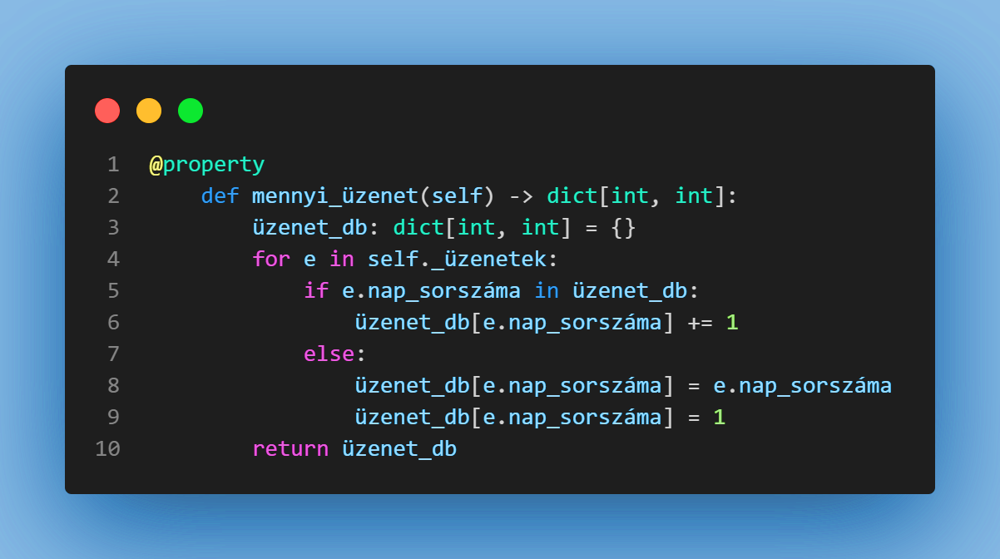 1 @property
2     def mennyi_üzenet(self) -> dict[int, int]:
3         üzenet_db: dict[int, int] = {}
4         for e in self._üzenetek:
5             if e.nap_sorszáma in üzenet_db:
6                 üzenet_db[e.nap_sorszáma] += 1
7             else:
8                 üzenet_db[e.nap_sorszáma] = e.nap_sorszáma
9                 üzenet_db[e.nap_sorszáma] = 1
10         return üzenet_db